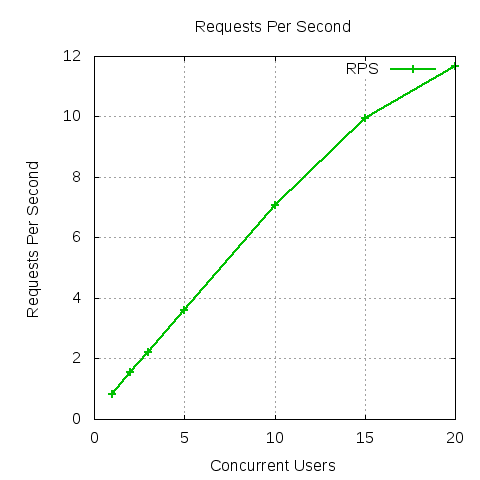 Requests Per Second
RPS
12
10
8
6
4
2
0
Requests Per Second
0 5 10 15 20
Concurrent Users